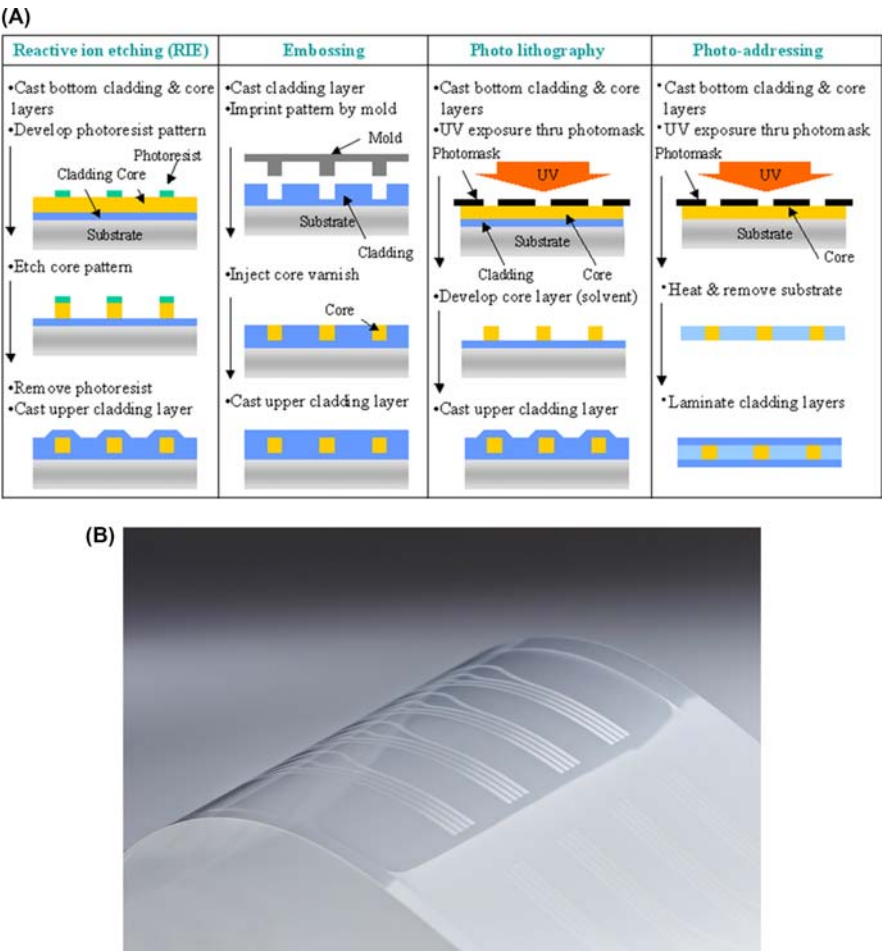 (A)
Reactive ion etching (RIE)
•Cast bottom cladding & core
layers
•Develop photoresist pattern
Photoresist
Cladding Core
Substrate
•Etch core pattern
•Remove photoresist
•Cast upper cladding layer
Embossing
•Cast cladding layer
•Imprint pattern by mold
Mold
Cladding
•Inject core varnish
Core
•Cast upper cladding layer
Photo lithography
•Cast bottom cladding & core
layers
•UV exposure thru photomask
Photomask
UV
Substrate
Cladding
Core
•Develop core layer (solvent)
•Cast upper cladding layer
Photo-addressing
•Cast bottom cladding & core
layers
•UV exposure thru photomask
Photomask
UV
Substrate
Core
•Heat & remove substrate
•Laminate cladding layers
(B)